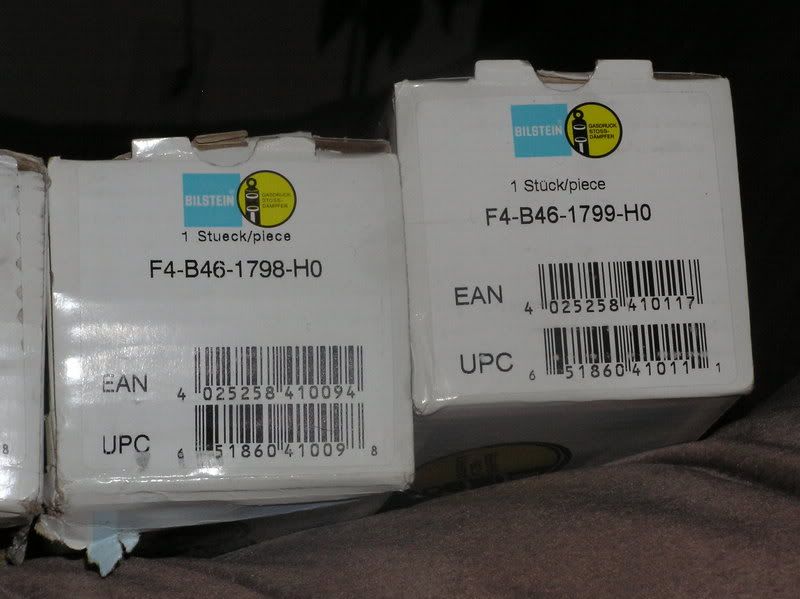 BILSTEIN®
GASDRUCK
STOSS-
DÄMPFER
1 Stueck/piece
F4-B46-1798-H0
EAN
4 025258 410094
UPC
6 51860 41009 8
BILSTEIN
GASDRUCK
STOSS-
DÄMPFER
1 Stück/piece
F4-B46-1799-H0
EAN
4 025258 410117
UPC
6 51860 41011 1
8